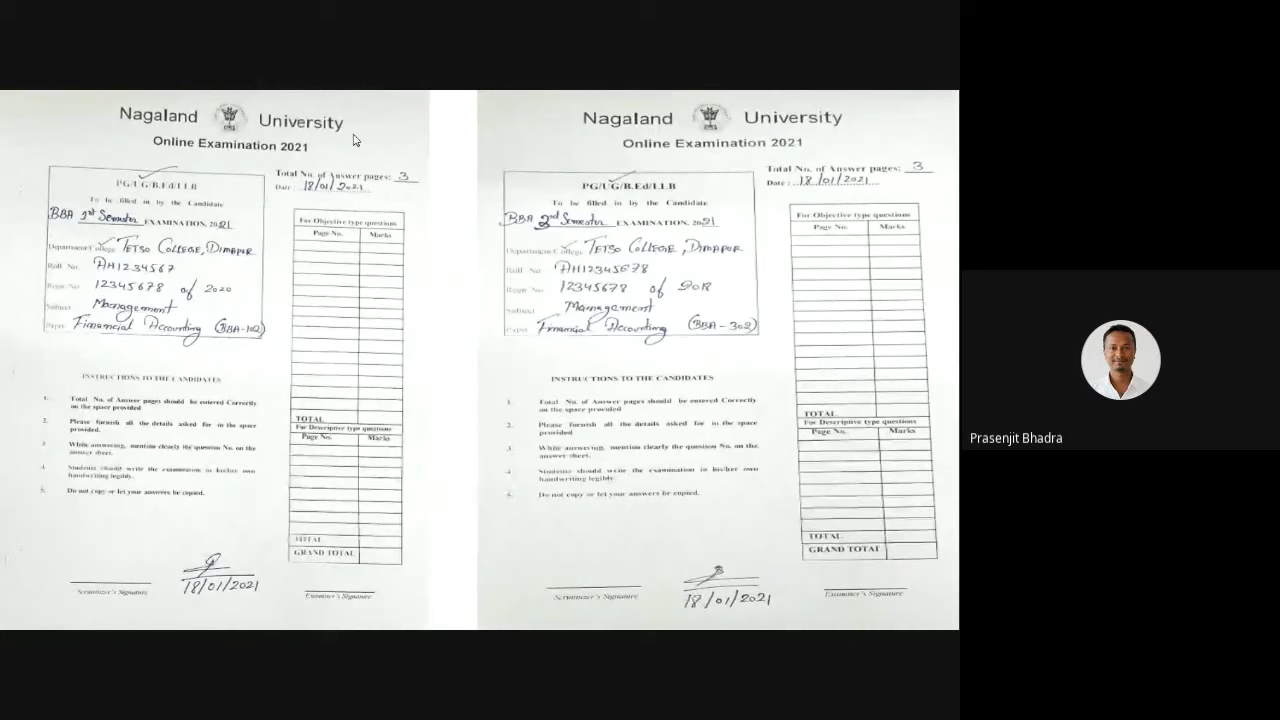 Nagaland University
Online Examination 2021
Total No. of Answer pages: 3
Date : 18/01/2021
PG/UG/B.Ed/LLB
To be filled in by the Candidate
BBA 1st Semester EXAMINATION, 2021
Department/College TETSO COLLEGE, DIMAPUR
Roll No. AH1234567
Regn. No 12345678 of 2020
Subject Management
Paper Financial Accounting (BBA-102)
For Objective type questions
Page No. Marks
TOTAL
For Descriptive type questions
Page No. Marks
TOTAL
GRAND TOTAL
INSTRUCTIONS TO THE CANDIDATES
1. Total No. of Answer pages should be entered Correctly
on the space provided
2. Please furnish all the details asked for in the space
provided.
3. While answering, mention clearly the question No. on the
answer sheet.
4. Students should write the examination in his/her own
handwriting legibly.
5. Do not copy or let your answers be copied.
18/01/2021
Scrutinizer's Signature
Examiner's Signature
Nagaland University
Online Examination 2021
Total No. of Answer pages: 3
Date : 18/01/2021
PG/UG/B.Ed/LLB
To be filled in by the Candidate
BBA 2nd Semester EXAMINATION, 2021
Department/College TETSO COLLEGE, DIMAPUR
Roll No AH12345678
Regn. No 12345678 of 2018
Subject Management
Paper Financial Accounting (BBA-302)
For Objective type questions
Page No. Marks
TOTAL
For Descriptive type questions
Page No. Marks
TOTAL
GRAND TOTAL
INSTRUCTIONS TO THE CANDIDATES
1. Total No. of Answer pages should be entered Correctly
on the space provided
2. Please furnish all the details asked for in the space
provided
3. While answering, mention clearly the question No. on the
answer sheet.
4 Students should write the examination in his/her own
handwriting legibly.
5. Do not copy or let your answers be copied.
18/01/2021
Scrutinizer's Signature
Examiner's Signature
Prasenjit Bhadra